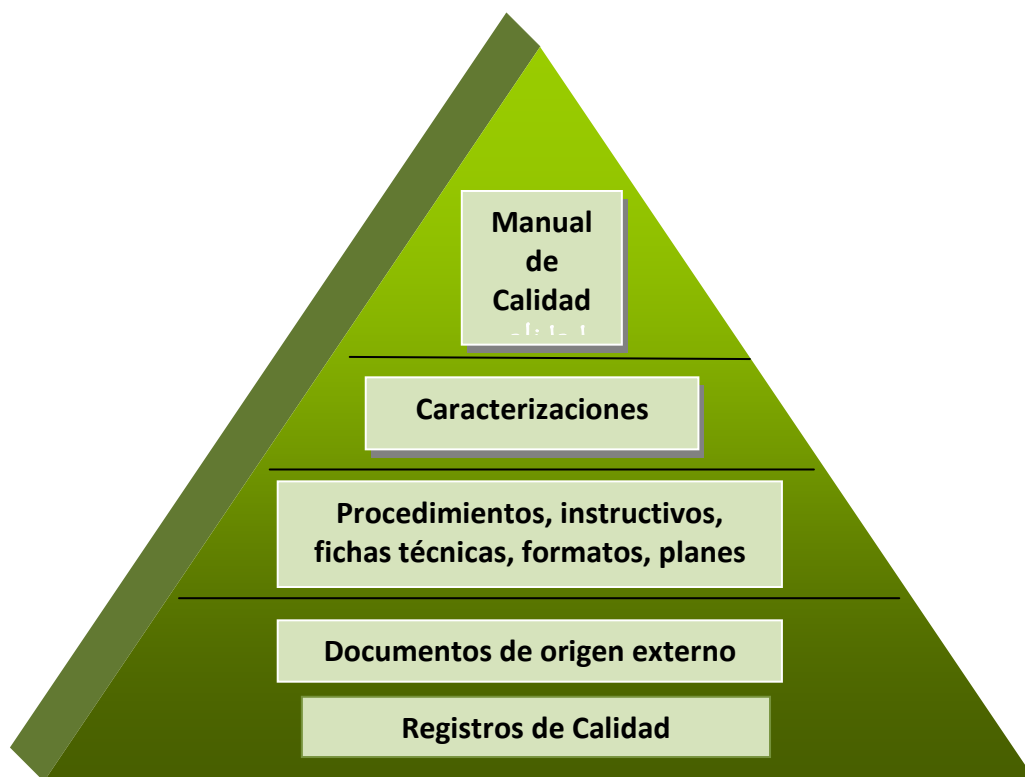 Manual
de
Calidad
Caracterizaciones
Procedimientos, instructivos,
fichas técnicas, formatos, planes
Documentos de origen externo
Registros de Calidad